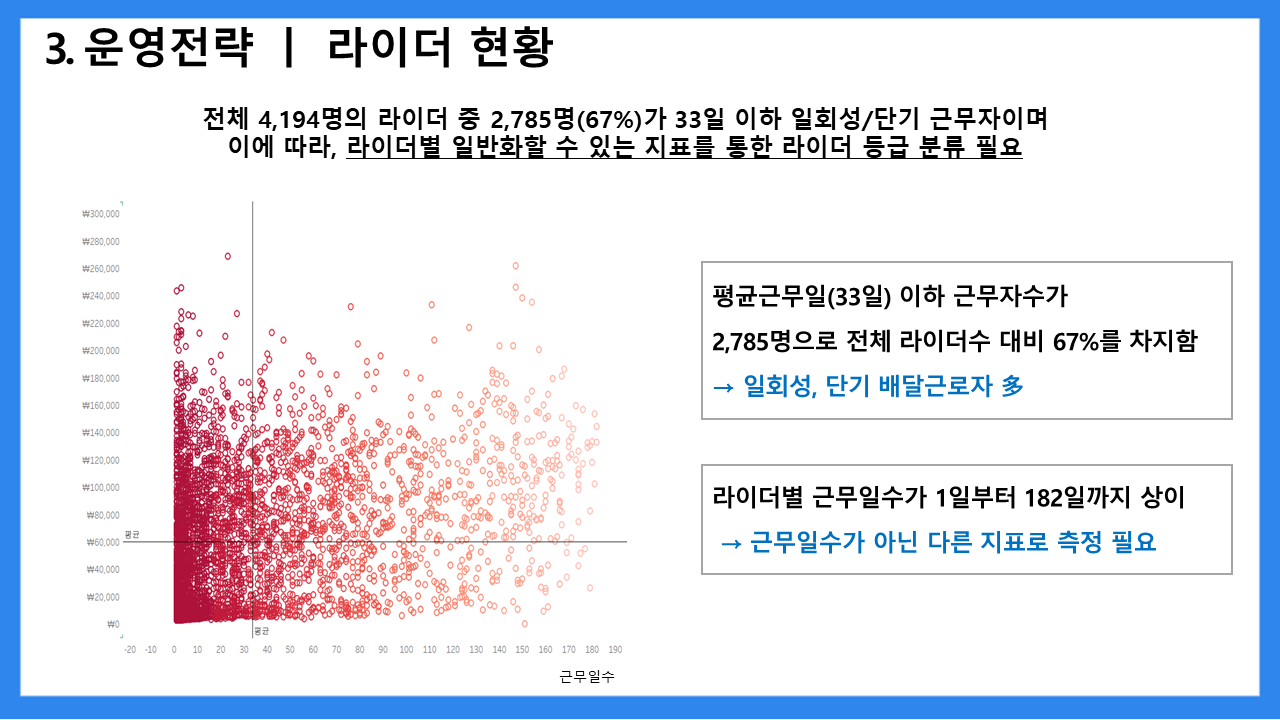 3. 운영전략 ㅣ 라이더 현황
전체 4,194명의 라이더 중 2,785명(67%)가 33일 이하 일회성/단기 근무자이며
이에 따라, 라이더별 일반화할 수 있는 지표를 통한 라이더 등급 분류 필요
₩300,000
₩280,000
₩260,000
₩240,000
₩220,000
₩200,000
₩180,000
₩160,000
₩140,000
₩120,000
₩100,000
₩80,000
평균
₩60,000
₩40,000
₩20,000
₩0
평균
-20 -10 0 10 20 30 40 50 60 70 80 90 100 110 120 130 140 150 160 170 180 190
근무일수
평균근무일(33일) 이하 근무자수가
2,785명으로 전체 라이더수 대비 67%를 차지함
→ 일회성, 단기 배달근로자 多
라이더별 근무일수가 1일부터 182일까지 상이
→ 근무일수가 아닌 다른 지표로 측정 필요